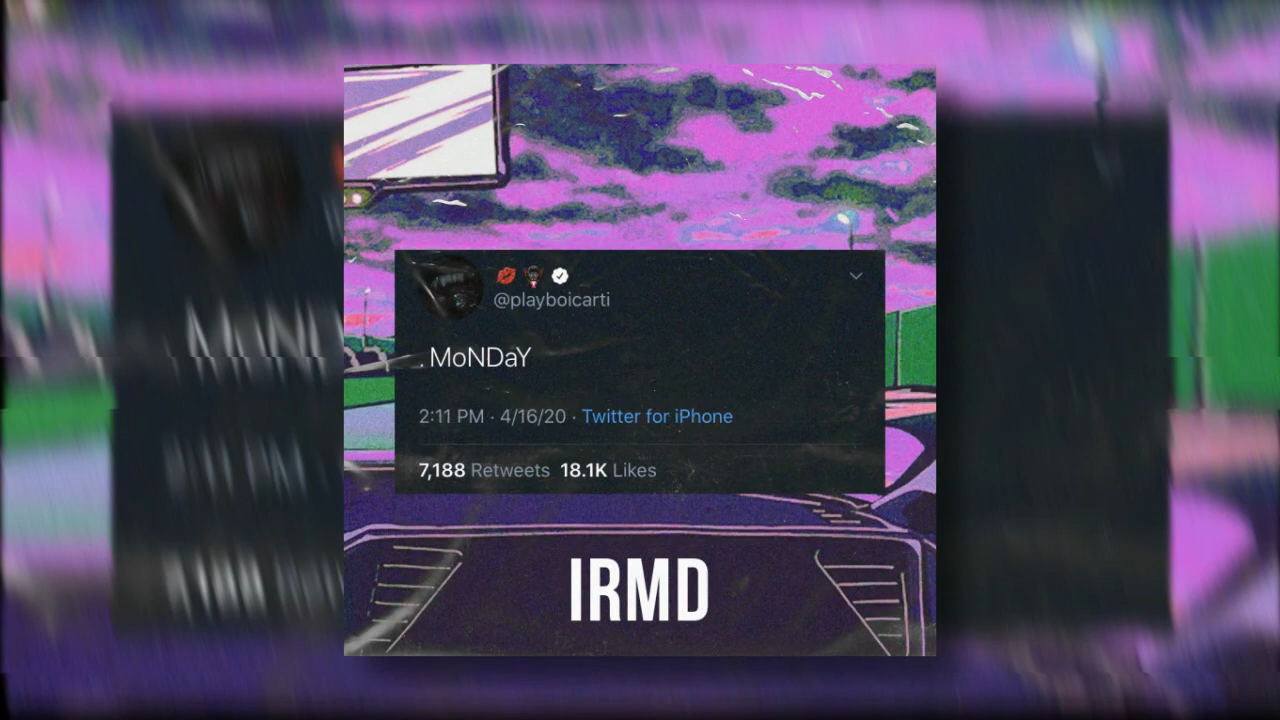 @playboicarti
. MoNDaY
2:11 PM · 4/16/20 · Twitter for iPhone
7,188 Retweets 18.1K Likes
IRMD